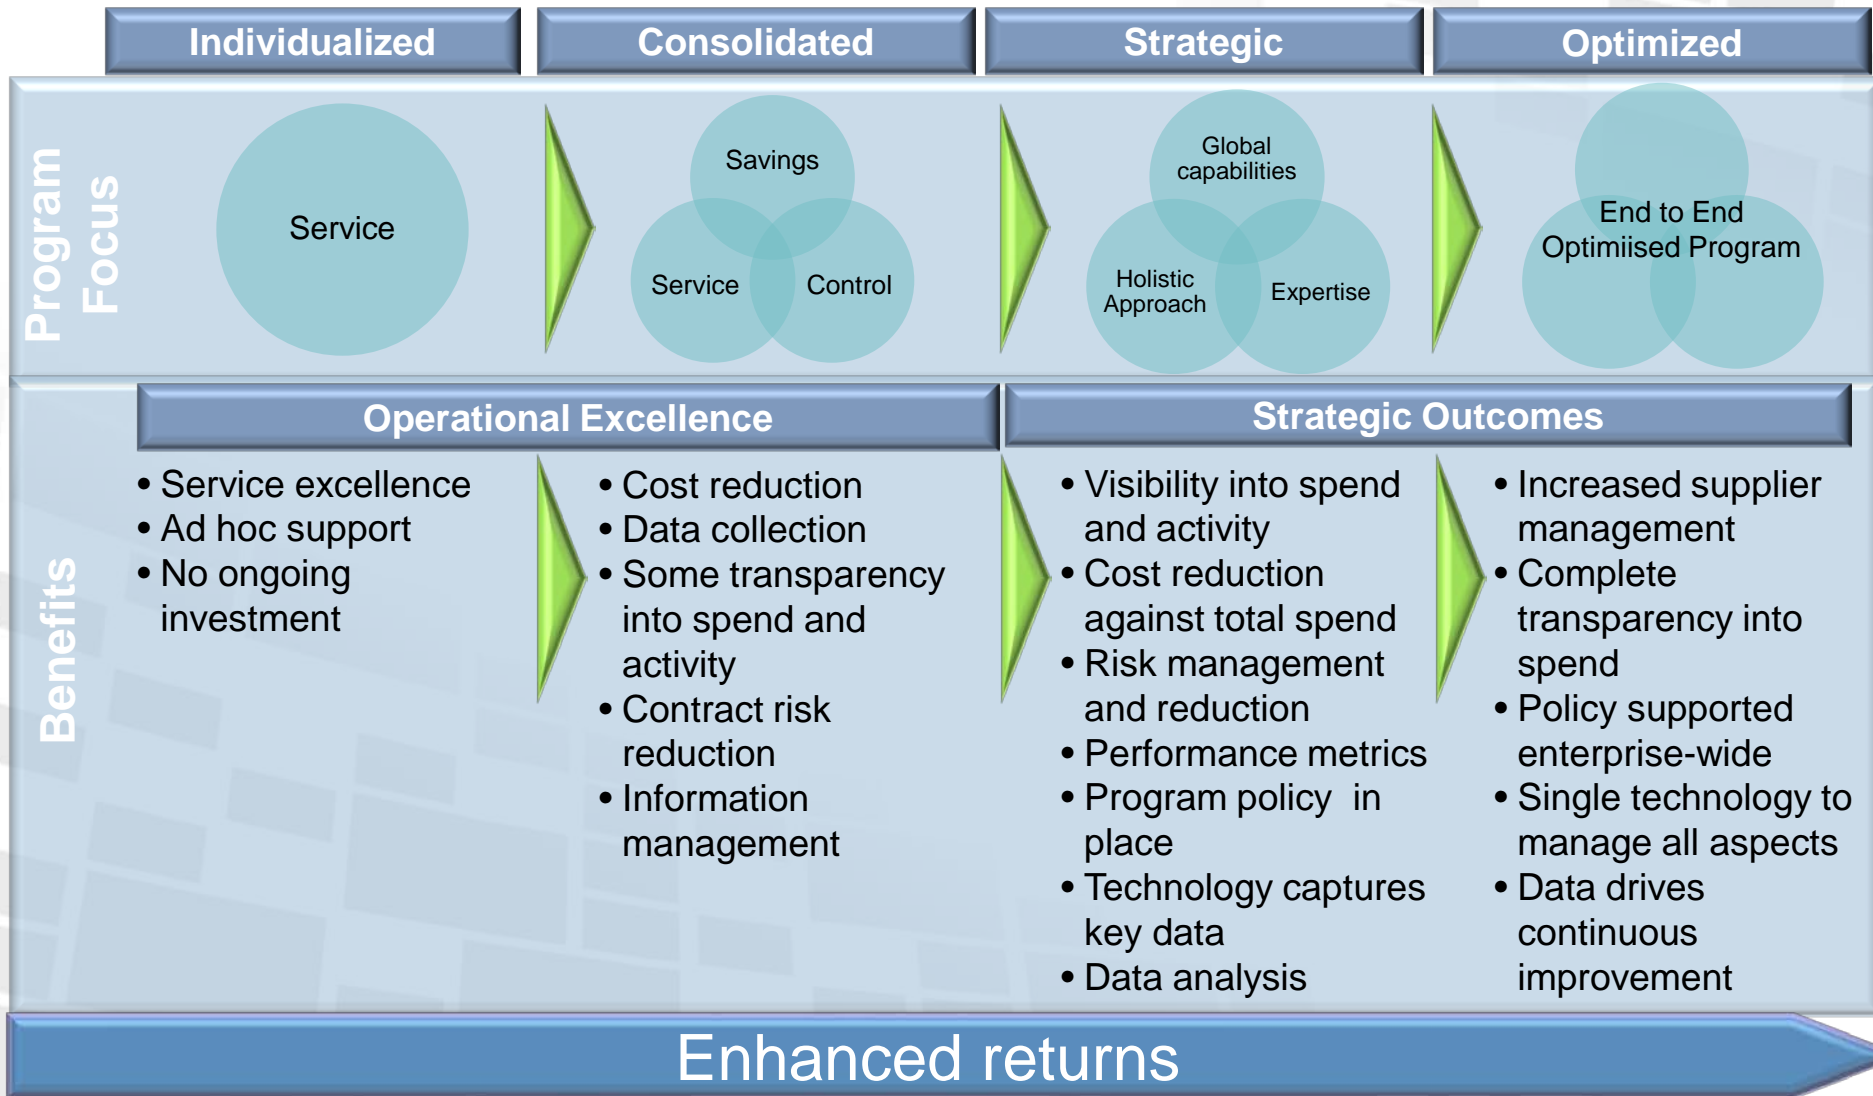 Individualized
Consolidated
Strategic
Optimized
Program
Focus
Service
Savings
Service
Control
Global
capabilities
Holistic
Approach
Expertise
End to End
Optimiised Program
Operational Excellence
Strategic Outcomes
Benefits
• Service excellence
• Ad hoc support
• No ongoing
investment
• Cost reduction
• Data collection
• Some transparency
into spend and
activity
• Contract risk
reduction
• Information
management
• Visibility into spend
and activity
• Cost reduction
against total spend
• Risk management
and reduction
• Performance metrics
• Program policy  in
place
• Technology captures
key data
• Data analysis
• Increased supplier
management
• Complete
transparency into
spend
• Policy supported
enterprise-wide
• Single technology to
manage all aspects
• Data drives
continuous
improvement
Enhanced returns